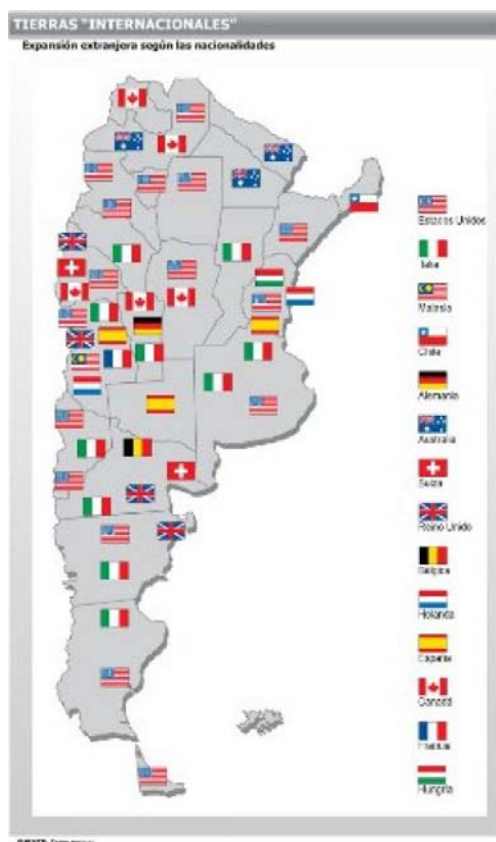 TIERRAS "INTERNACIONALES"
Expansión extranjera según las nacionalidades
Estados Unidos
Italia
Malasia
Chile
Alemania
Australia
Suiza
Reino Unido
Bélgica
Holanda
España
Canadá
Francia
Hungría